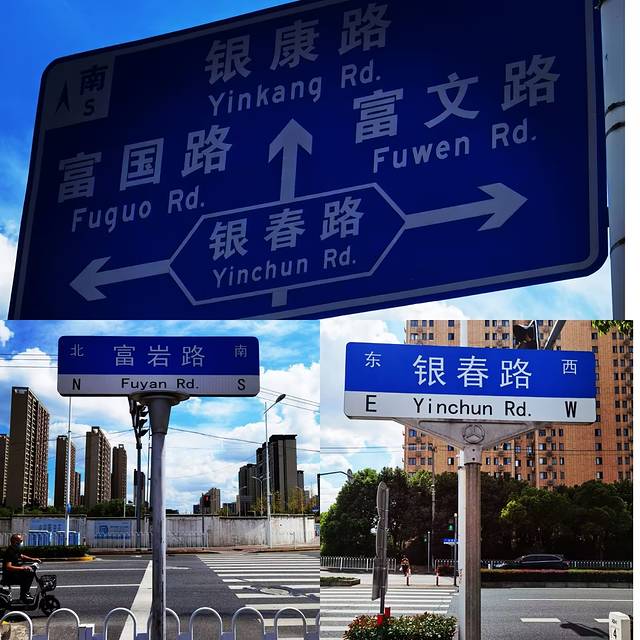 南
S
银康路
Yinkang Rd.
富国路
Fuguo Rd.
富文路
Fuwen Rd.
银春路
Yinchun Rd.
北 富岩路 南
N Fuyan Rd. S
东 银春路 西
E Yinchun Rd. W